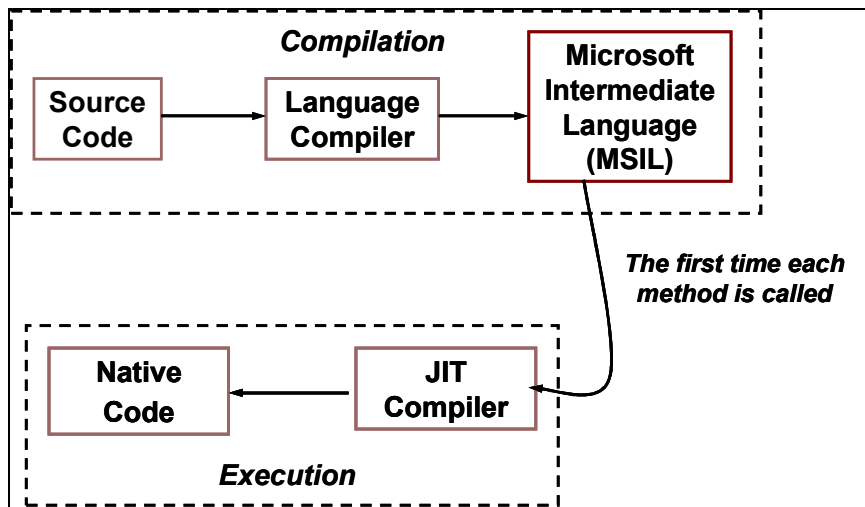 Compilation
Source
Code
Language
Compiler
Microsoft
Intermediate
Language
(MSIL)
The first time each
method is called
Native
Code
JIT
Compiler
Execution